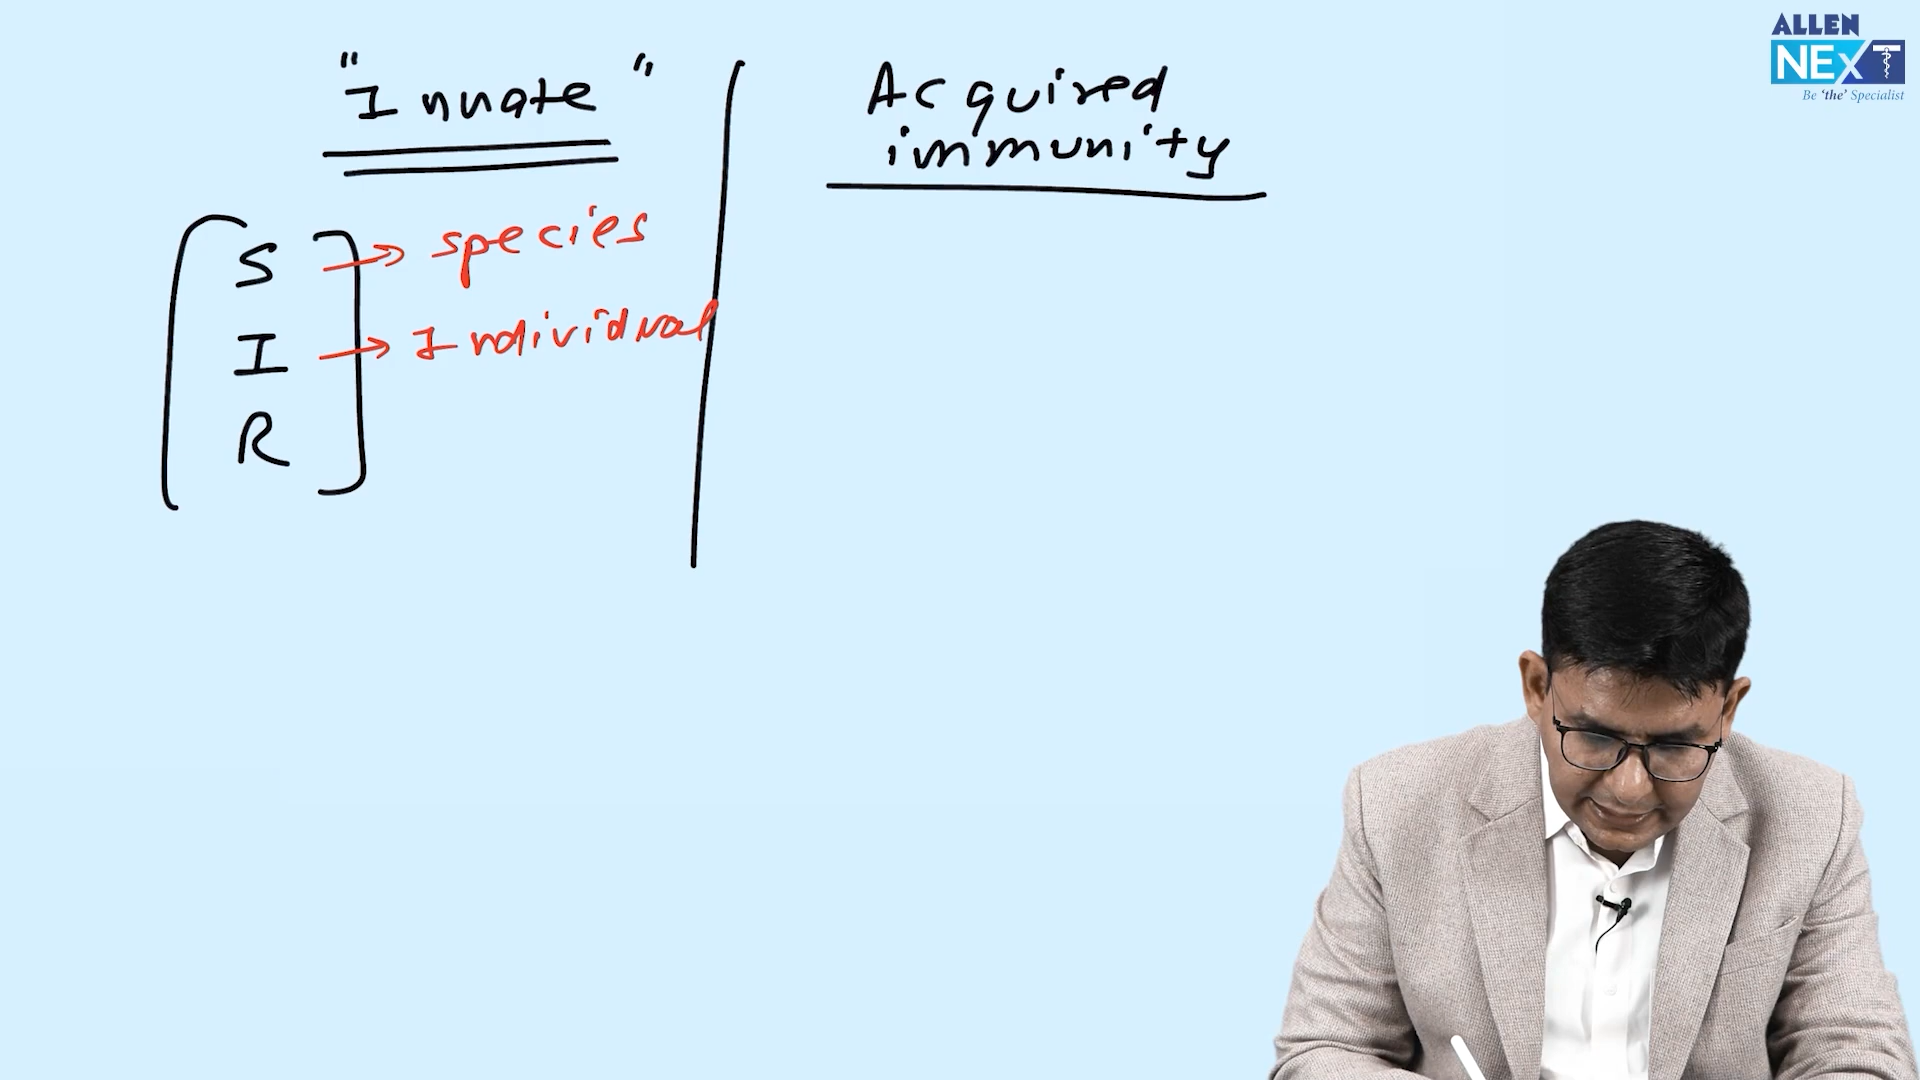 "Innate"
S → species
I → Individual
R
Acquired
immunity
ALLEN
NEXT
Be 'the' Specialist